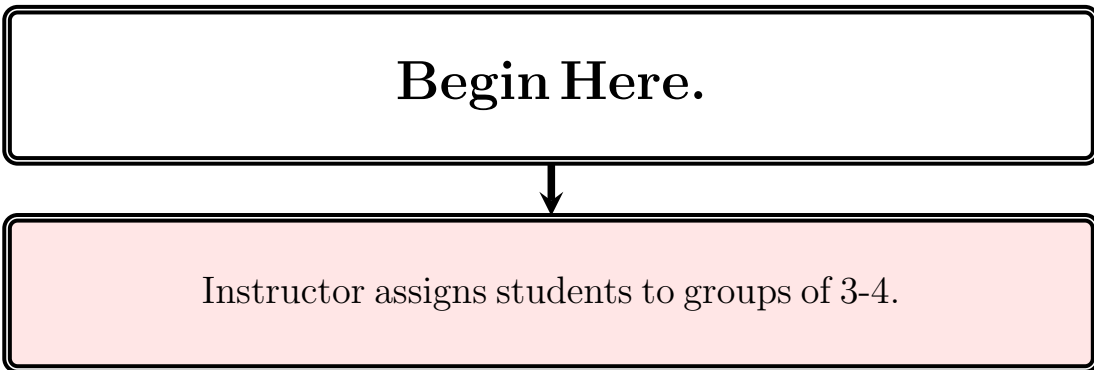 Begin Here.
Instructor assigns students to groups of 3-4.